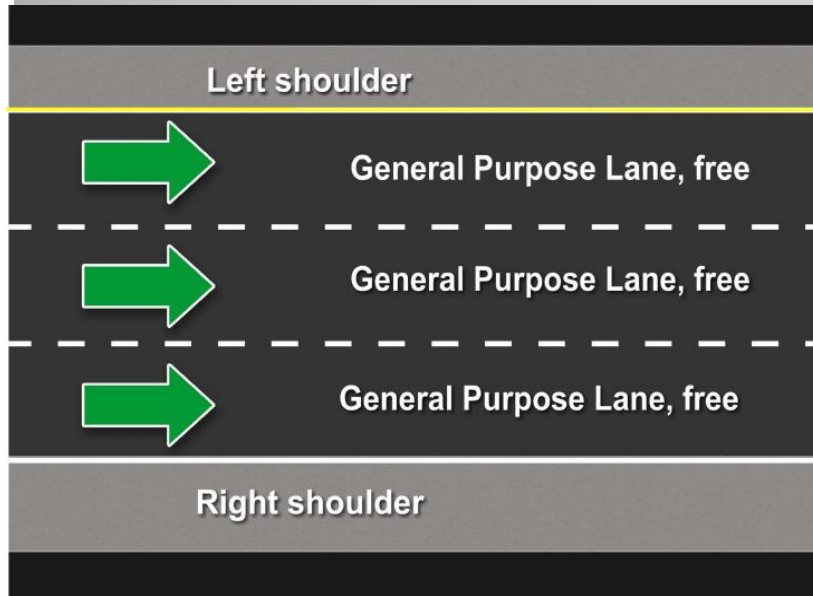 Left shoulder
General Purpose Lane, free
General Purpose Lane, free
General Purpose Lane, free
Right shoulder